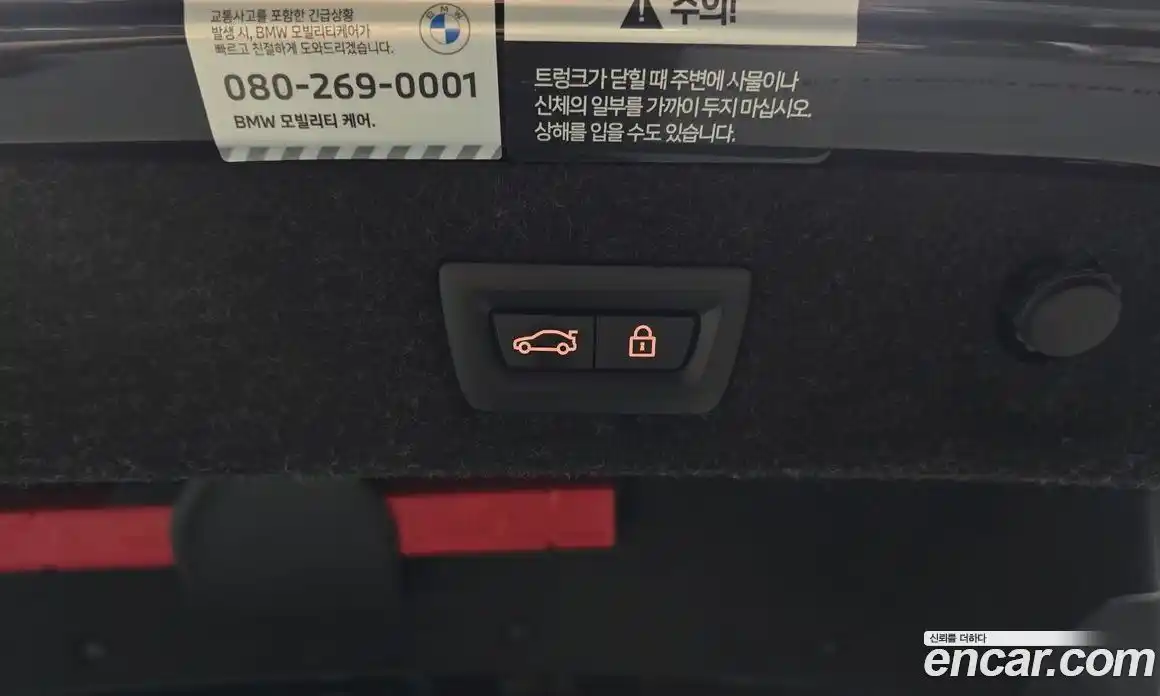 교통사고를 포함한 긴급상황
발생 시, BMW 모빌리티케어가
빠르고 친절하게 도와드리겠습니다.
BMW
080-269-0001
BMW 모빌리티 케어.
주의!
트렁크가 닫힐 때 주변에 사물이나
신체의 일부를 가까이 두지 마십시오.
상해를 입을 수도 있습니다.
신뢰를 더하다
encar.com